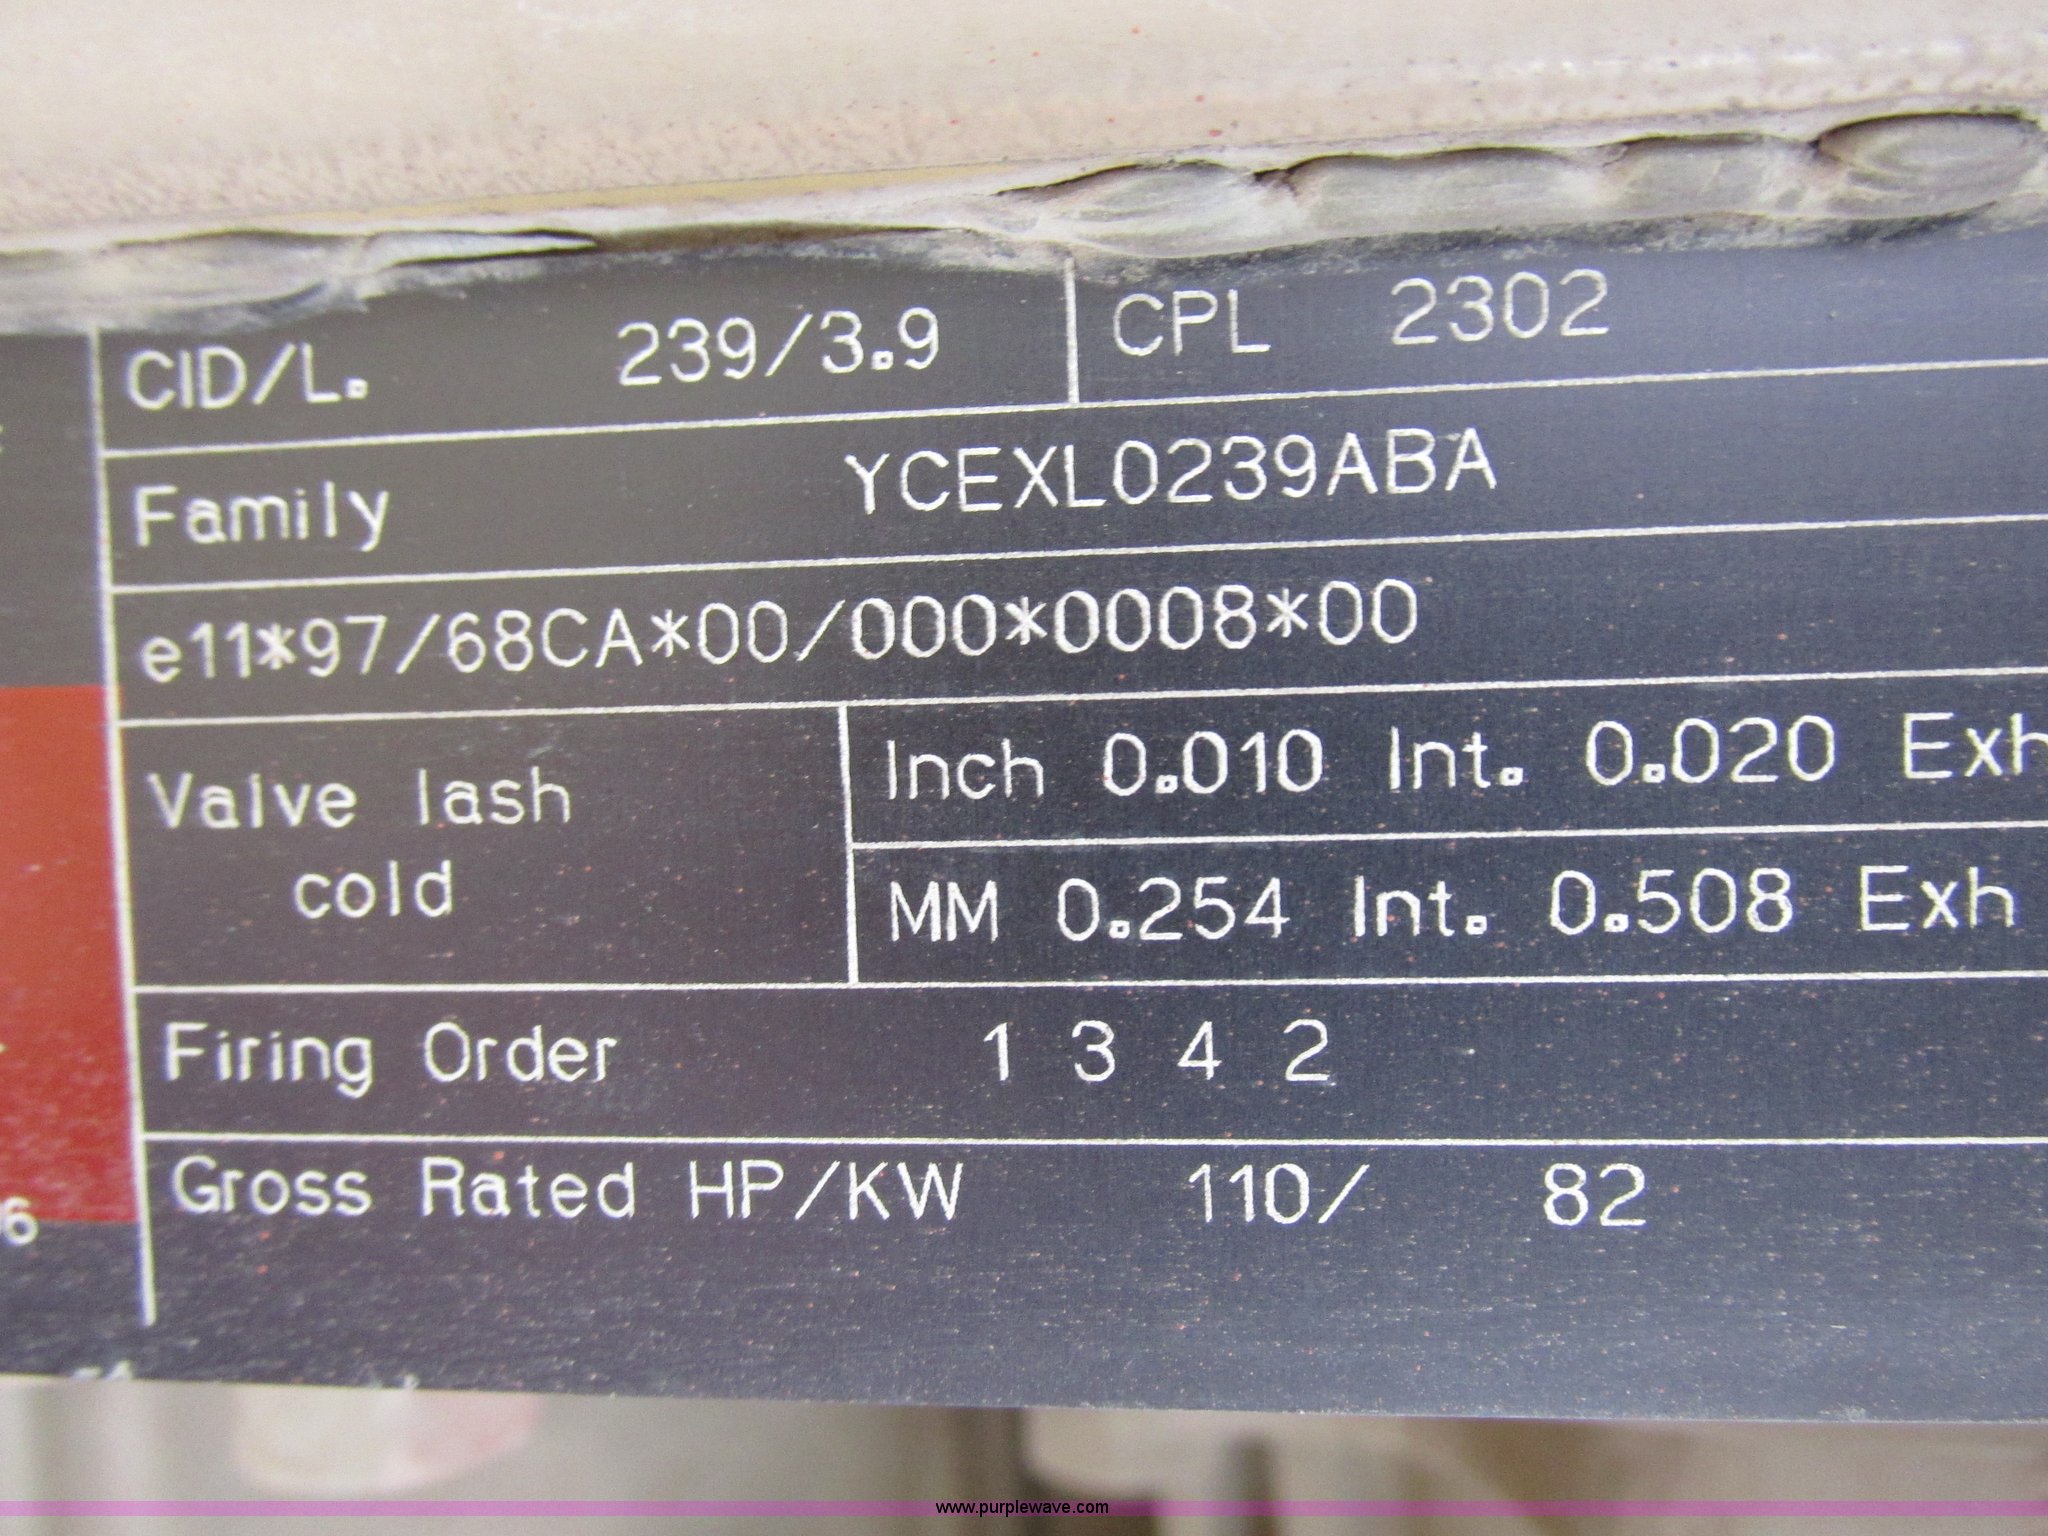 CID/L. 239/3.9 CPL 2302
Family YCEXL0239ABA
e11*97/68CA*00/000*0008*00
Valve lash cold
Inch 0.010 Int. 0.020 Exh
MM 0.254 Int. 0.508 Exh
Firing Order 1 3 4 2
Gross Rated HP/KW 110/ 82
www.purplewave.com